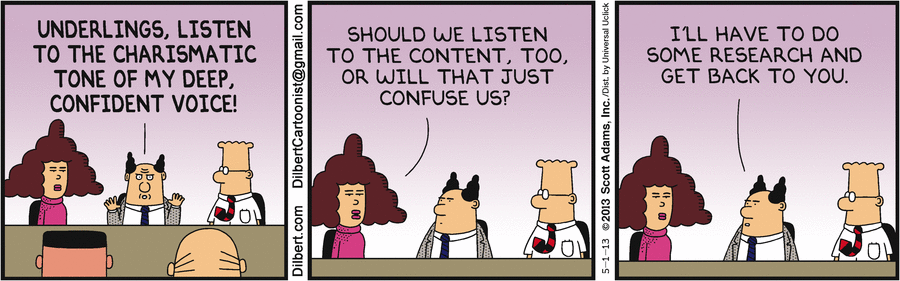 UNDERLINGS, LISTEN
TO THE CHARISMATIC
TONE OF MY DEEP,
CONFIDENT VOICE!
Dilbert.com DilbertCartoonist@gmail.com
SHOULD WE LISTEN
TO THE CONTENT, TOO,
OR WILL THAT JUST
CONFUSE US?
5-1-13 ©2013 Scott Adams, Inc./Dist. by Universal Uclick
I'LL HAVE TO DO
SOME RESEARCH AND
GET BACK TO YOU.